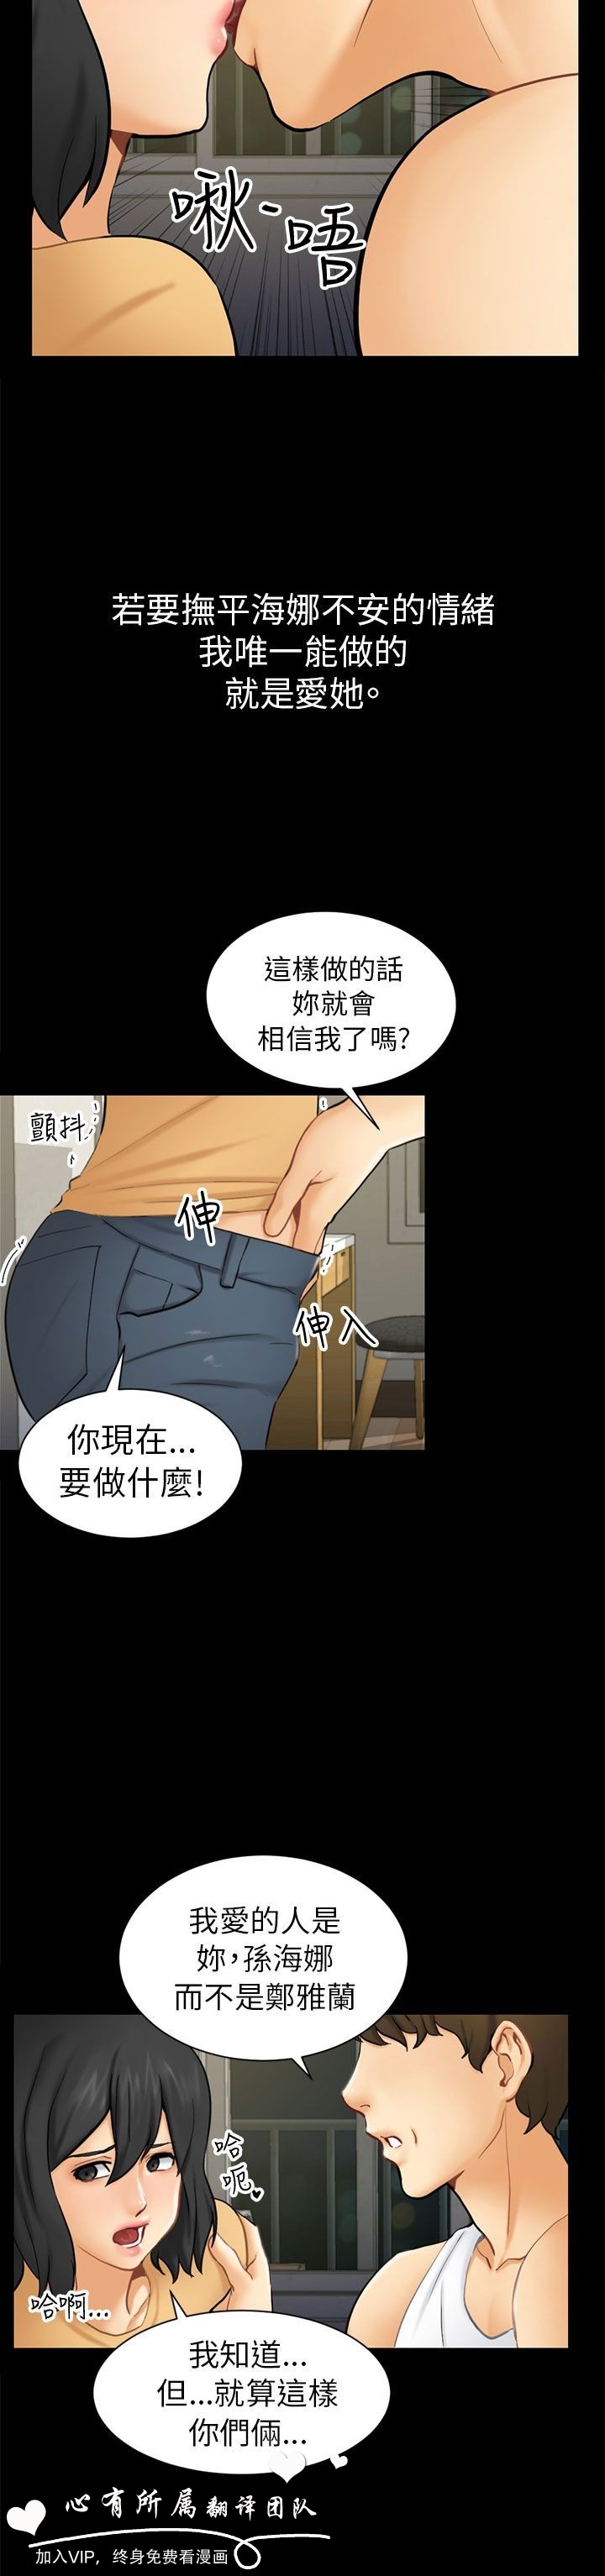 啾-唔
若要撫平海娜不安的情緒
我唯一能做的
就是愛她。
這樣做的話
妳就會
相信我了嗎?
顫抖
伸
伸入
你現在...
要做什麼!
我愛的人是
妳,孫海娜
而不是鄭雅蘭
哈
呃♥
哈啊...
我知道...
但...就算這樣
你們倆...
心有所属翻译团队
加入VIP，终身免费看漫画